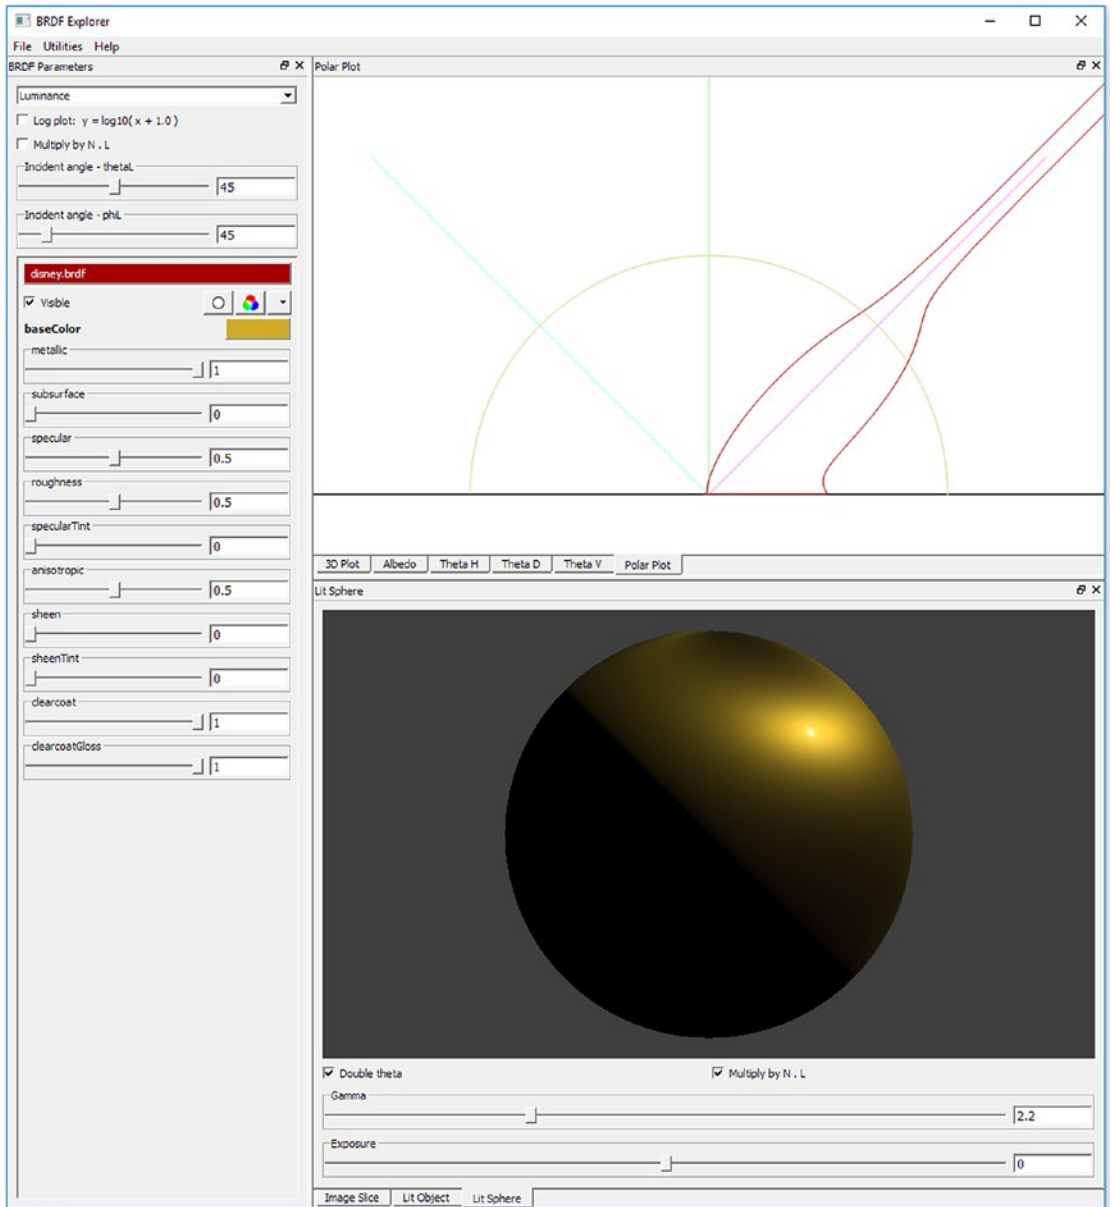 BRDF Explorer
File Utilities Help
BRDF Parameters
Luminance
Log plot: y = log10( x + 1.0 )
Multiply by N . L
Incident angle - thetaL
45
Incident angle - phiL
45
disney.brdf
Visible
baseColor
metallic
1
subsurface
0
specular
0.5
roughness
0.5
specularTint
0
anisotropic
0.5
sheen
0
sheenTint
0
clearcoat
1
clearcoatGloss
1
Polar Plot
3D Plot Albedo Theta H Theta D Theta V Polar Plot
Lit Sphere
Double theta Multiply by N . L
Gamma
2.2
Exposure
0
Image Slice Lit Object Lit Sphere